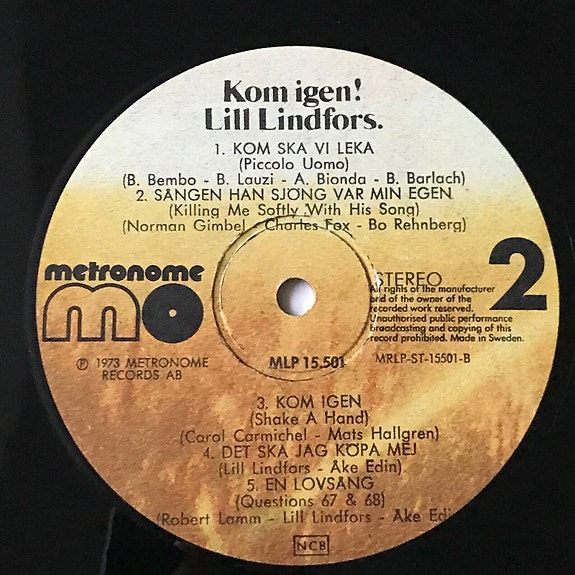 Kom igen!
Lill Lindfors.
1. KOM SKA VI LEKA
(Piccolo Uomo)
(B. Bembo - B. Lauzi - A. Bionda - B. Barlach)
2. SÅNGEN HAN SJÖNG VAR MIN EGEN
(Killing Me Softly With His Song)
(Norman Gimbel - Charles Fox - Bo Rehnberg)
metronome
mo
℗ 1973 METRONOME
RECORDS AB
MLP 15.501
STEREO
2
All rights of the manufacturer
and of the owner of the
recorded work reserved.
Unauthorised public performance
broadcasting and copying of this
record prohibited. Made in Sweden.
MRLP-ST-15501-B
3. KOM IGEN
(Shake A Hand)
(Carol Carmichel - Mats Hallgren)
4. DET SKA JAG KÖPA MEJ
(Lill Lindfors - Åke Edin)
5. EN LOVSÅNG
(Questions 67 & 68)
(Robert Lamm - Lill Lindfors - Åke Edin
NCB